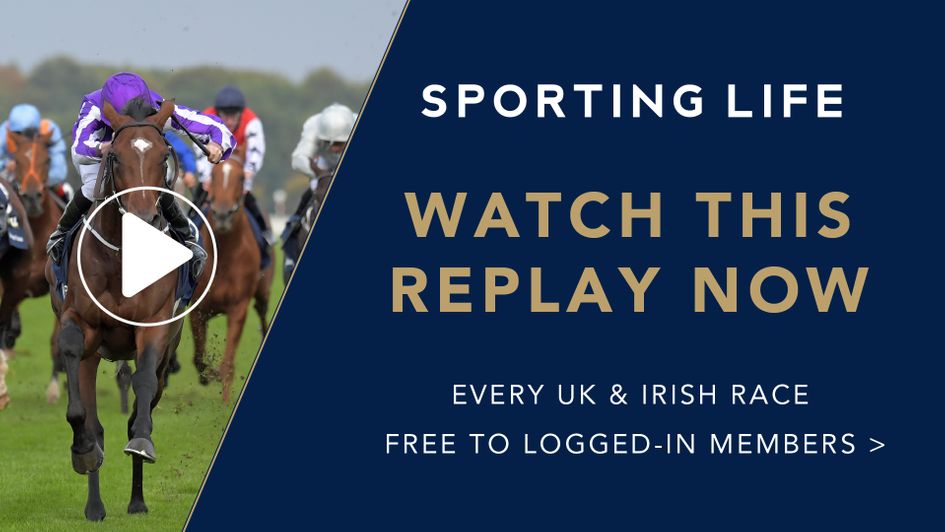 SPORTING LIFE
WATCH THIS
REPLAY NOW
EVERY UK & IRISH RACE
FREE TO LOGGED-IN MEMBERS >